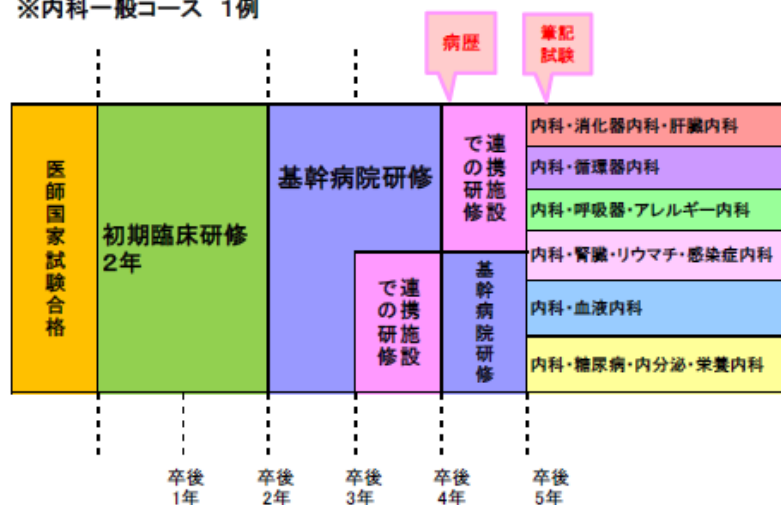 ※内科一般コース 1例
病歴
筆記
試験
医師国家試験合格
初期臨床研修
2年
基幹病院研修
連携施設
での研修
連携施設
での研修
基幹病院研修
内科・消化器内科・肝臓内科
内科・循環器内科
内科・呼吸器・アレルギー内科
内科・腎臓・リウマチ・感染症内科
内科・血液内科
内科・糖尿病・内分泌・栄養内科
卒後
1年
卒後
2年
卒後
3年
卒後
4年
卒後
5年